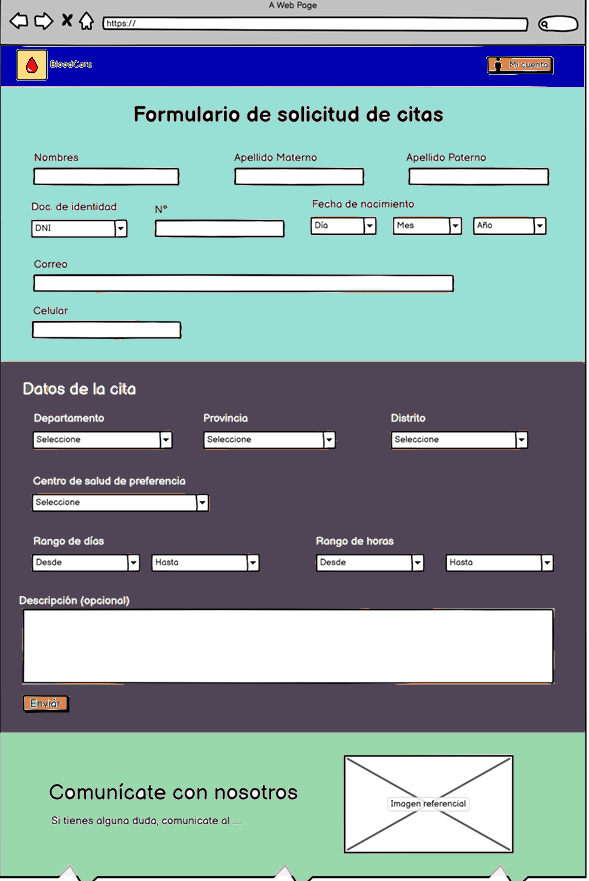 A Web Page
https://
BloodCars
Mi cuenta
Formulario de solicitud de citas
Nombres Apellido Materno Apellido Paterno
Doc. de identidad N° Fecha de nacimiento
DNI Día Mes Año
Correo
Celular
Datos de la cita
Departamento Provincia Distrito
Seleccione Seleccione Seleccione
Centro de salud de preferencia
Seleccione
Rango de días Rango de horas
Desde Hasta Desde Hasta
Descripción (opcional)
Enviar
Comunícate con nosotros
Si tienes alguna duda, comunicate al ....
Imagen referencial